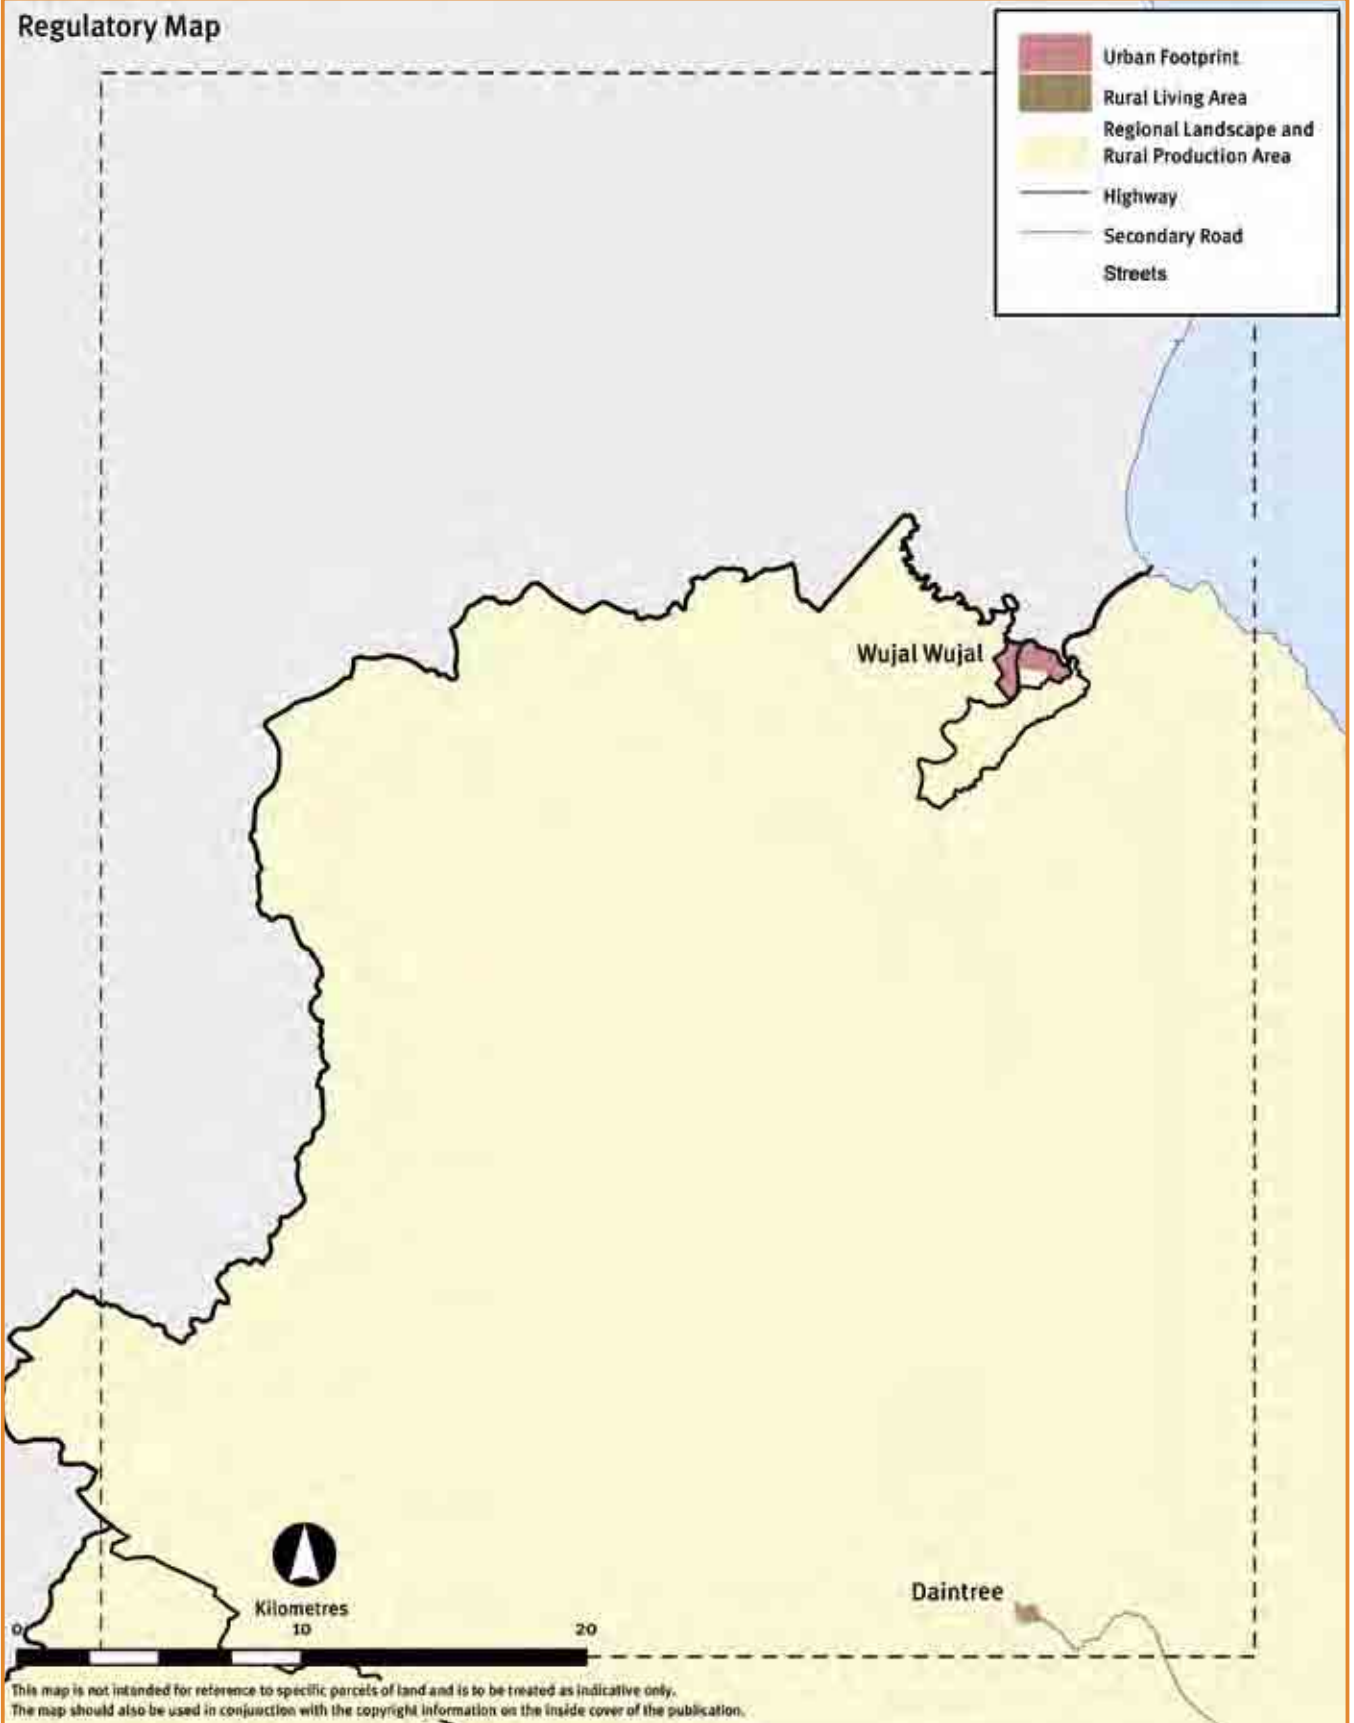 Regulatory Map
Urban Footprint
Rural Living Area
Regional Landscape and
Rural Production Area
Highway
Secondary Road
Streets
Wujal Wujal
Daintree
Kilometres
0 10 20
This map is not intended for reference to specific parcels of land and is to be treated as indicative only.
The map should also be used in conjunction with the copyright information on the inside cover of the publication.